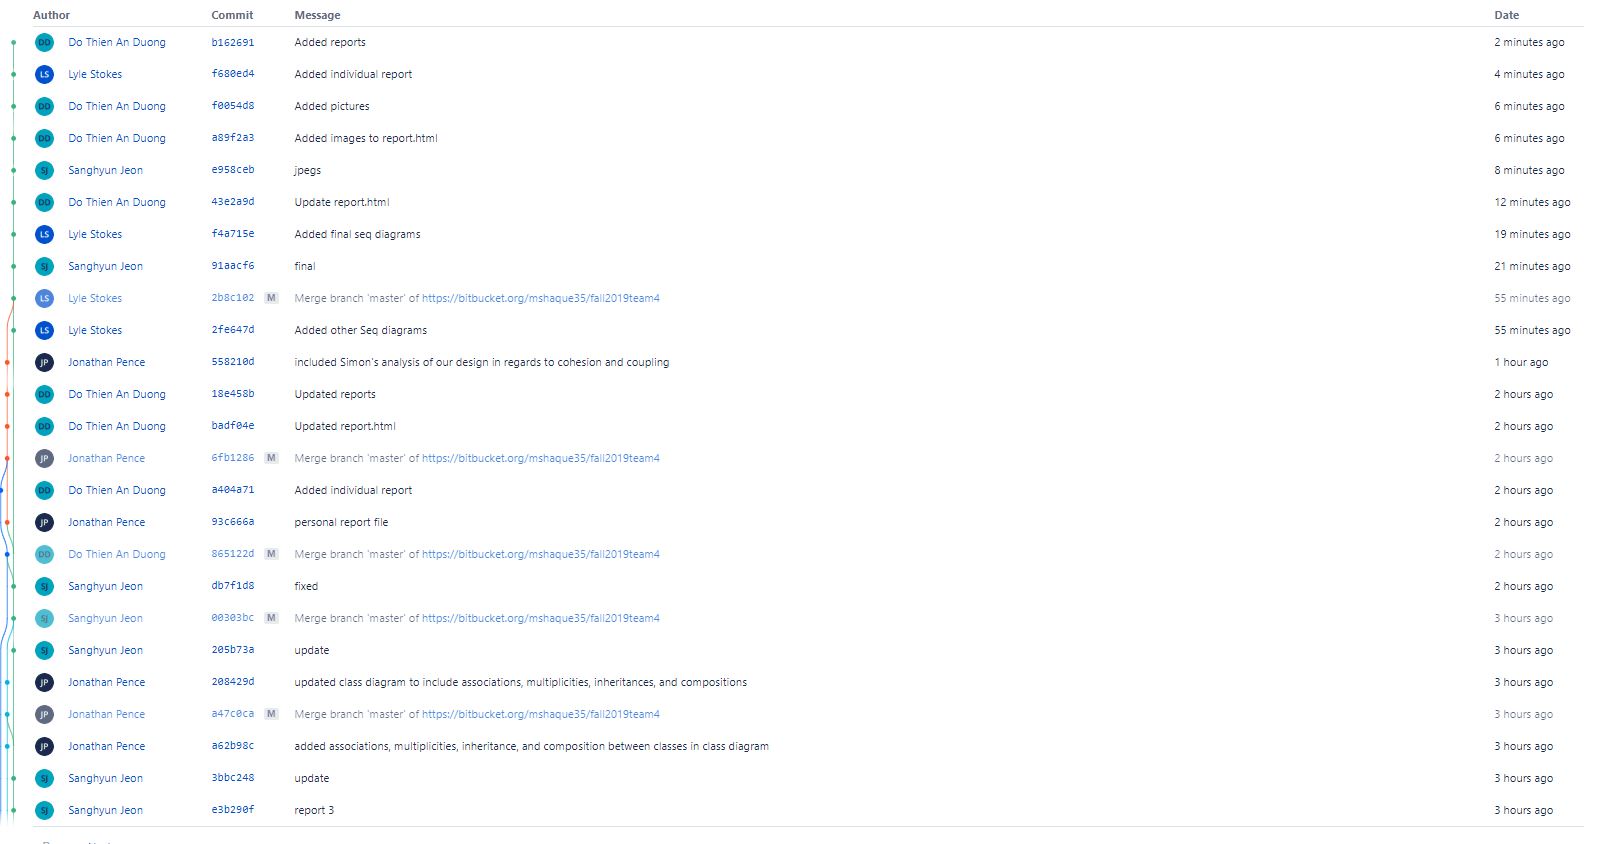 Author Commit Message Date
DD Do Thien An Duong b162691 Added reports 2 minutes ago
LS Lyle Stokes f680ed4 Added individual report 4 minutes ago
DD Do Thien An Duong f0054d8 Added pictures 6 minutes ago
DD Do Thien An Duong a89f2a3 Added images to report.html 6 minutes ago
SJ Sanghyun Jeon e958ceb jpegs 8 minutes ago
DD Do Thien An Duong 43e2a9d Update report.html 12 minutes ago
LS Lyle Stokes f4a715e Added final seq diagrams 19 minutes ago
SJ Sanghyun Jeon 91aacf6 final 21 minutes ago
LS Lyle Stokes 2b8c102 M Merge branch 'master' of https://bitbucket.org/mshaque35/fall2019team4 55 minutes ago
LS Lyle Stokes 2fe647d Added other Seq diagrams 55 minutes ago
JP Jonathan Pence 558210d included Simon's analysis of our design in regards to cohesion and coupling 1 hour ago
DD Do Thien An Duong 18e458b Updated reports 2 hours ago
DD Do Thien An Duong badf04e Updated report.html 2 hours ago
JP Jonathan Pence 6fb1286 M Merge branch 'master' of https://bitbucket.org/mshaque35/fall2019team4 2 hours ago
DD Do Thien An Duong a404a71 Added individual report 2 hours ago
JP Jonathan Pence 93c666a personal report file 2 hours ago
DD Do Thien An Duong 865122d M Merge branch 'master' of https://bitbucket.org/mshaque35/fall2019team4 2 hours ago
SJ Sanghyun Jeon db7f1d8 fixed 2 hours ago
SJ Sanghyun Jeon 00303bc M Merge branch 'master' of https://bitbucket.org/mshaque35/fall2019team4 3 hours ago
SJ Sanghyun Jeon 205b73a update 3 hours ago
JP Jonathan Pence 208429d updated class diagram to include associations, multiplicities, inheritances, and compositions 3 hours ago
JP Jonathan Pence a47c0ca M Merge branch 'master' of https://bitbucket.org/mshaque35/fall2019team4 3 hours ago
JP Jonathan Pence a62b98c added associations, multiplicities, inheritance, and composition between classes in class diagram 3 hours ago
SJ Sanghyun Jeon 3bbc248 update 3 hours ago
SJ Sanghyun Jeon e3b290f report 3 3 hours ago